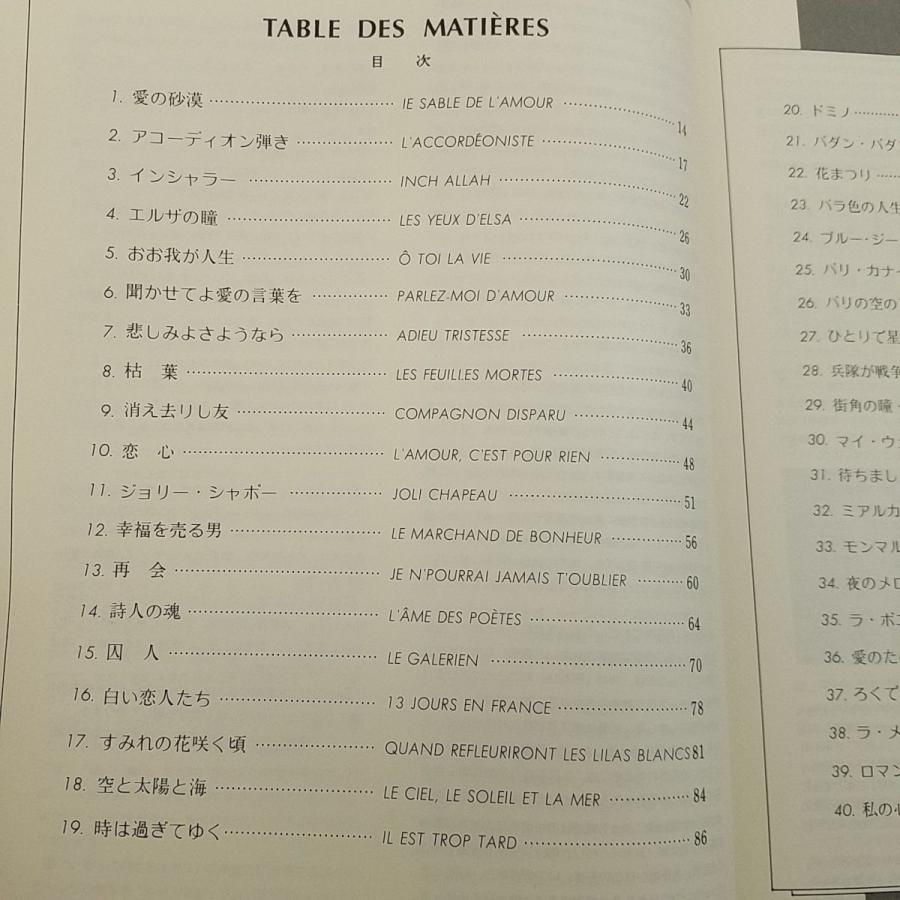 TABLE DES MATIÈRES
目 次
1. 愛の砂漠 IE SABLE DE L'AMOUR 14
2. アコーディオン弾き L'ACCORDÉONISTE 17
3. インシャラー INCH ALLAH 22
4. エルザの瞳 LES YEUX D'ELSA 26
5. おお我が人生 Ô TOI LA VIE 30
6. 聞かせてよ愛の言葉を PARLEZ-MOI D'AMOUR 33
7. 悲しみよさようなら ADIEU TRISTESSE 36
8. 枯 葉 LES FEUILLES MORTES 40
9. 消え去りし友 COMPAGNON DISPARU 44
10. 恋 心 L'AMOUR, C'EST POUR RIEN 48
11. ジョリー・シャポー JOLI CHAPEAU 51
12. 幸福を売る男 LE MARCHAND DE BONHEUR 56
13. 再 会 JE N'POURRAI JAMAIS T'OUBLIER 60
14. 詩人の魂 L'ÂME DES POÈTES 64
15. 囚 人 LE GALERIEN 70
16. 白い恋人たち 13 JOURS EN FRANCE 78
17. すみれの花咲く頃 QUAND REFLEURIRONT LES LILAS BLANCS 81
18. 空と太陽と海 LE CIEL, LE SOLEIL ET LA MER 84
19. 時は過ぎてゆく IL EST TROP TARD 86
20. ドミノ
21. バダン・バダ
22. 花まつり
23. バラ色の人生
24. ブルー・ジー
25. パリ・カナイ
26. パリの空の
27. ひとりで星
28. 兵隊が戦争
29. 街角の瞳
30. マイ・ウェ
31. 待ちまし
32. ミアルカ
33. モンマル
34. 夜のメロ
35. ラ・ボエ
36. 愛のた
37. ろくで
38. ラ・メ
39. ロマン
40. 私の心